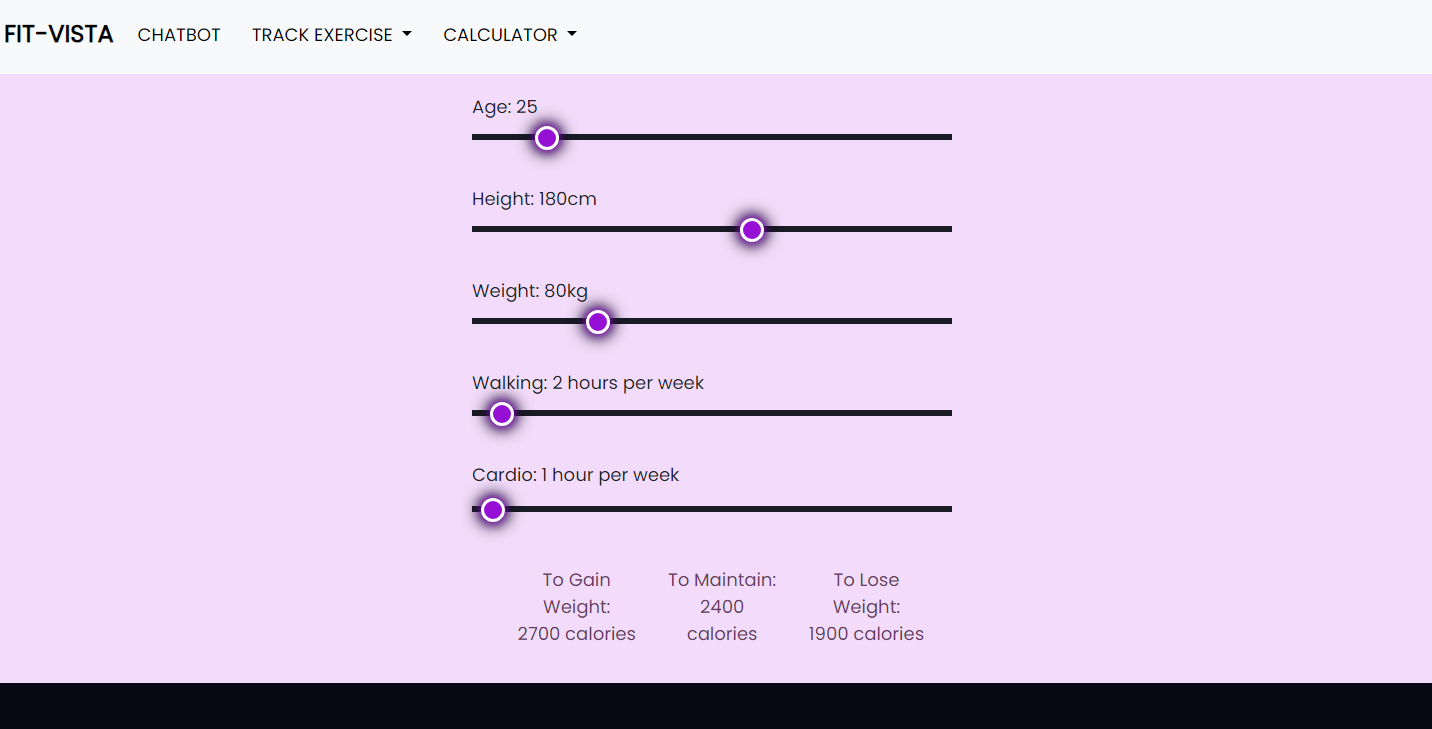 FIT-VISTA CHATBOT TRACK EXERCISE CALCULATOR
Age: 25
Height: 180cm
Weight: 80kg
Walking: 2 hours per week
Cardio: 1 hour per week
To Gain
Weight:
2700 calories
To Maintain:
2400
calories
To Lose
Weight:
1900 calories